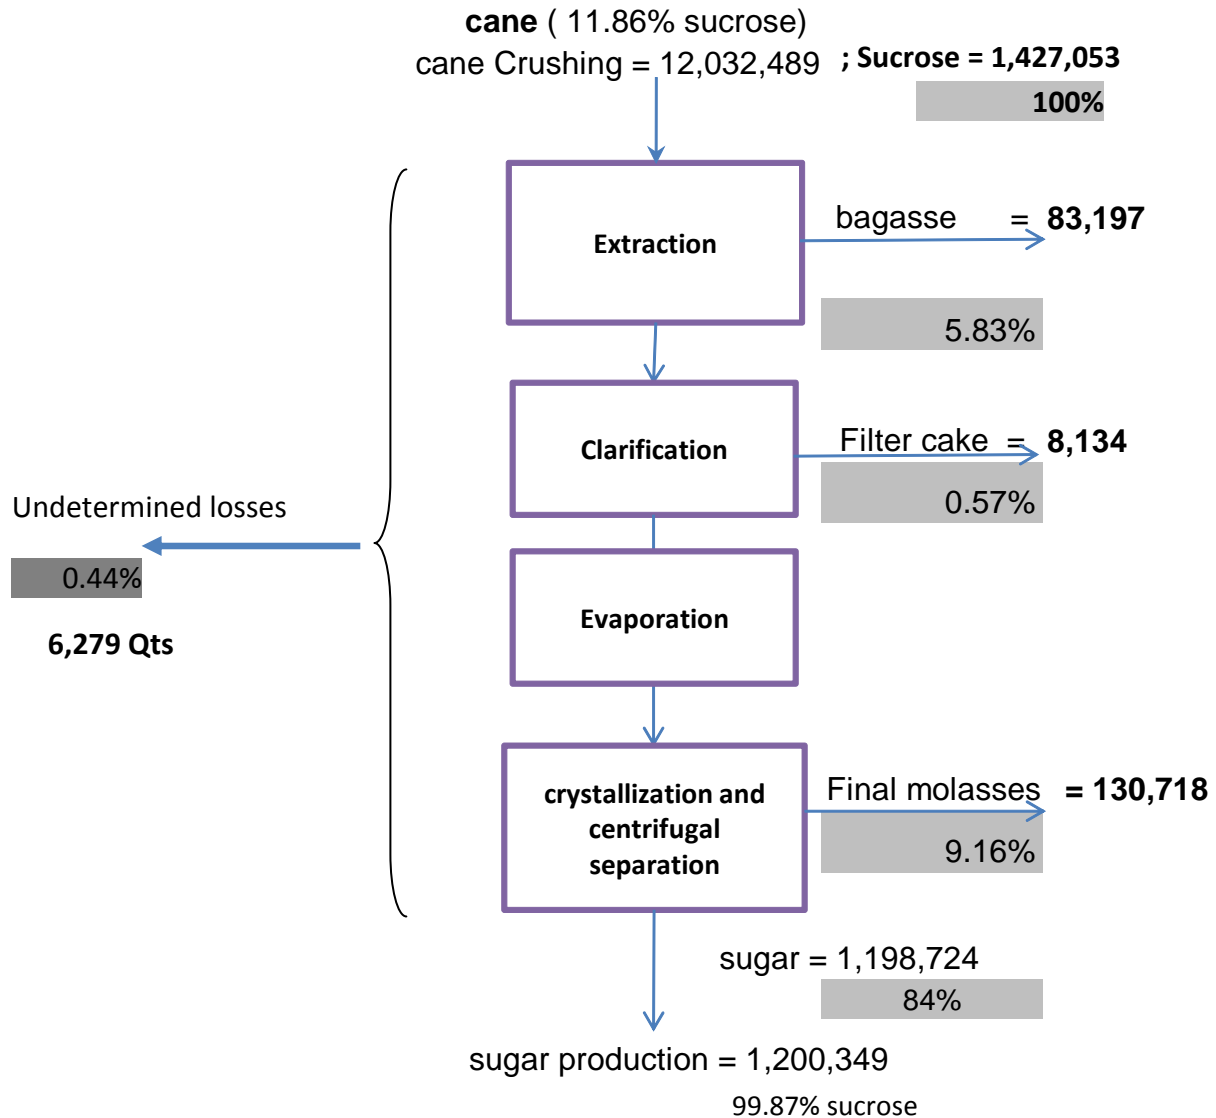 cane ( 11.86% sucrose)
cane Crushing = 12,032,489 ; Sucrose = 1,427,053
100%
Extraction
bagasse = 83,197
5.83%
Clarification
Filter cake = 8,134
0.57%
Undetermined losses
0.44%
6,279 Qts
Evaporation
crystallization and
centrifugal
separation
Final molasses = 130,718
9.16%
sugar = 1,198,724
84%
sugar production = 1,200,349
99.87% sucrose